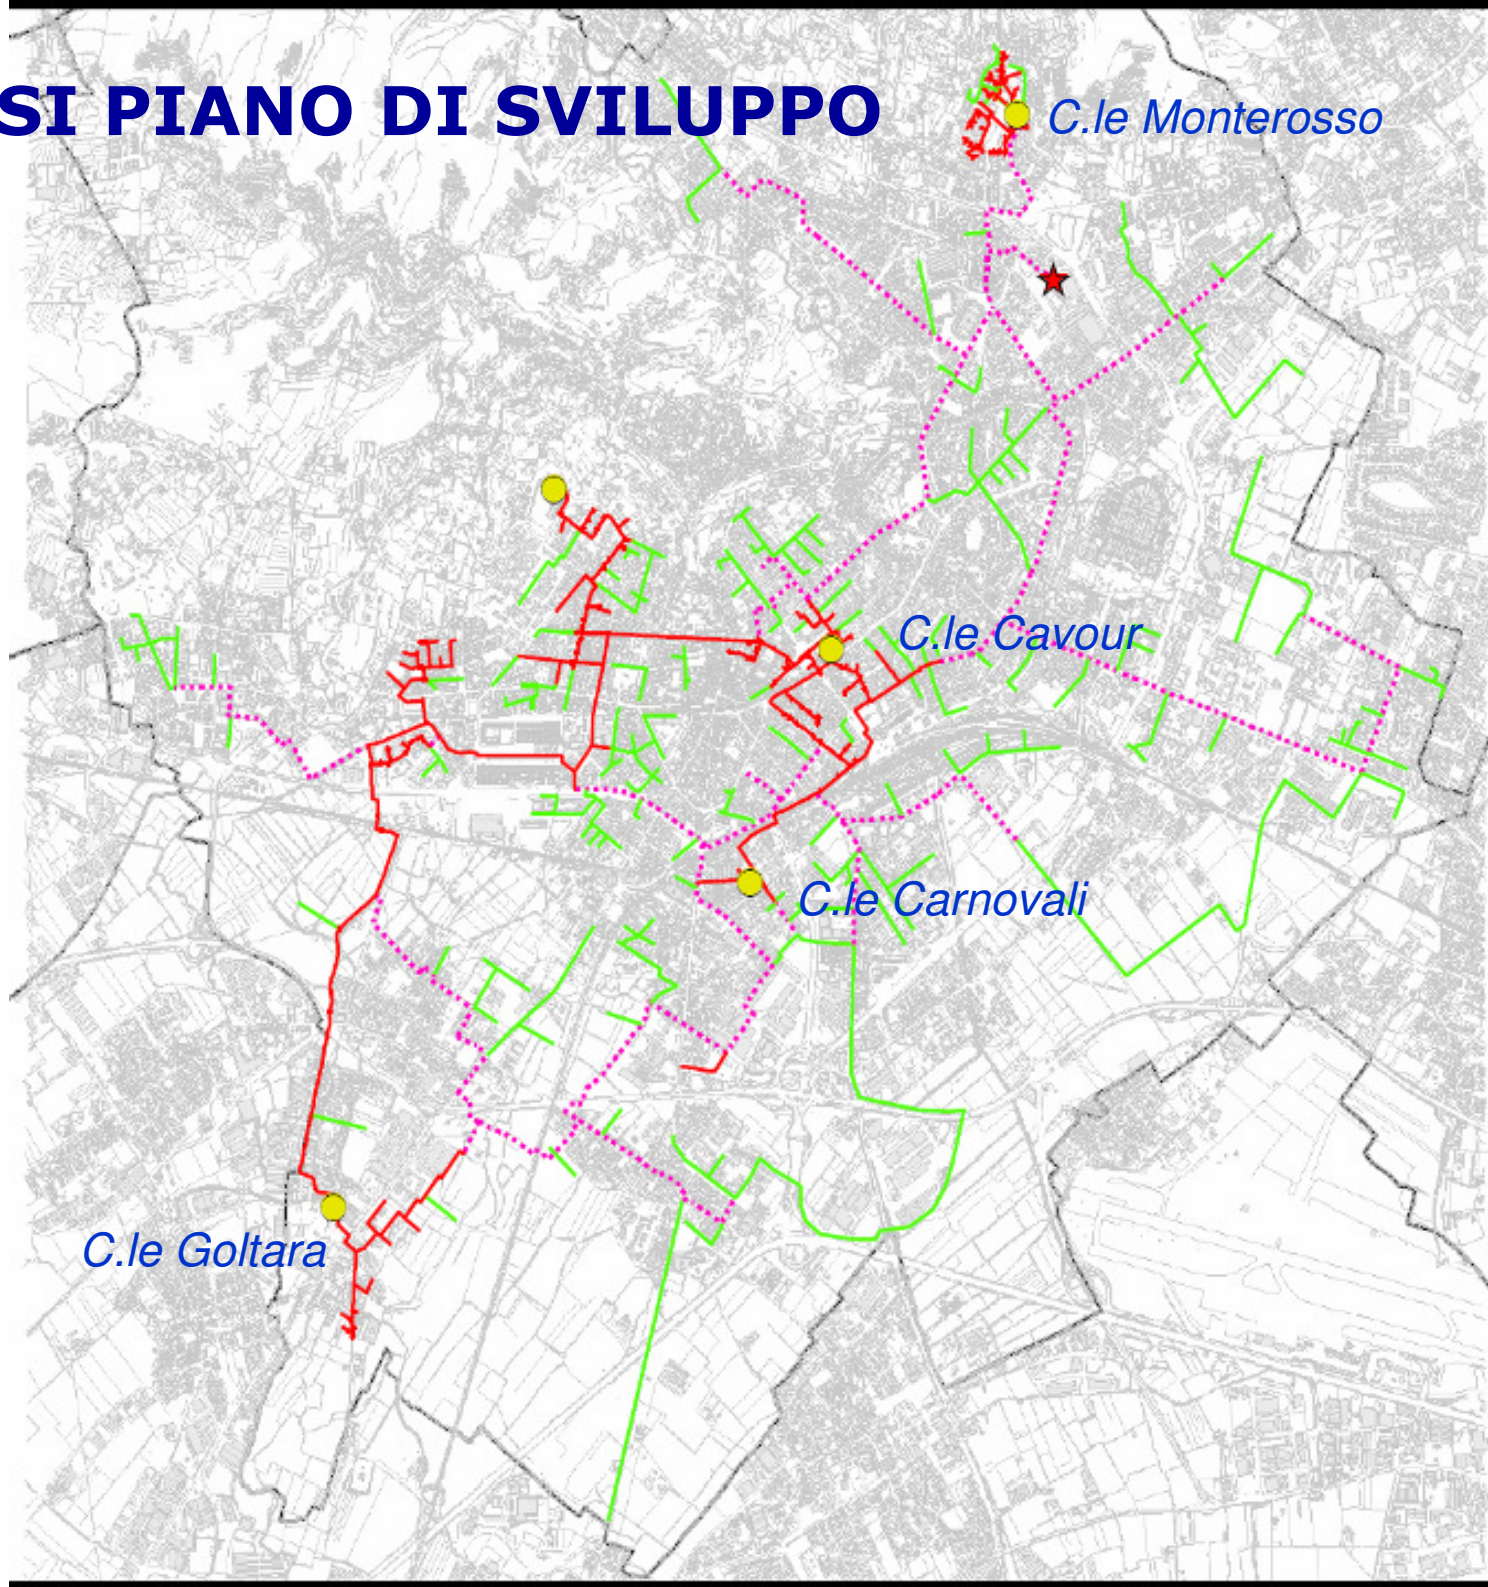 SI PIANO DI SVILUPPO
C.le Monterosso
C.le Cavour
C.le Carnovali
C.le Goltara